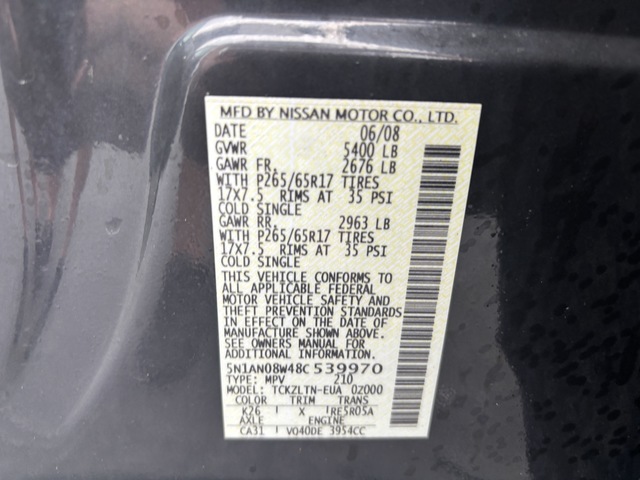 MFD BY NISSAN MOTOR CO., LTD.
DATE 06/08
GVWR 5400 LB
GAWR FR. 2676 LB
WITH P265/65R17 TIRES
17X7.5 RIMS AT 35 PSI
COLD SINGLE
GAWR RR. 2963 LB
WITH P265/65R17 TIRES
17X7.5 RIMS AT 35 PSI
COLD SINGLE
THIS VEHICLE CONFORMS TO
ALL APPLICABLE FEDERAL
MOTOR VEHICLE SAFETY AND
THEFT PREVENTION STANDARDS
IN EFFECT ON THE DATE OF
MANUFACTURE SHOWN ABOVE.
SEE OWNERS MANUAL FOR
ADDITIONAL INFORMATION.
5N1AN08W48C539970
TYPE: MPV 210
MODEL: TCKZLTN-EUA 0Z000
COLOR TRIM TRANS
K26 X RE5R05A
AXLE ENGINE
CA31 VQ40DE 3954CC